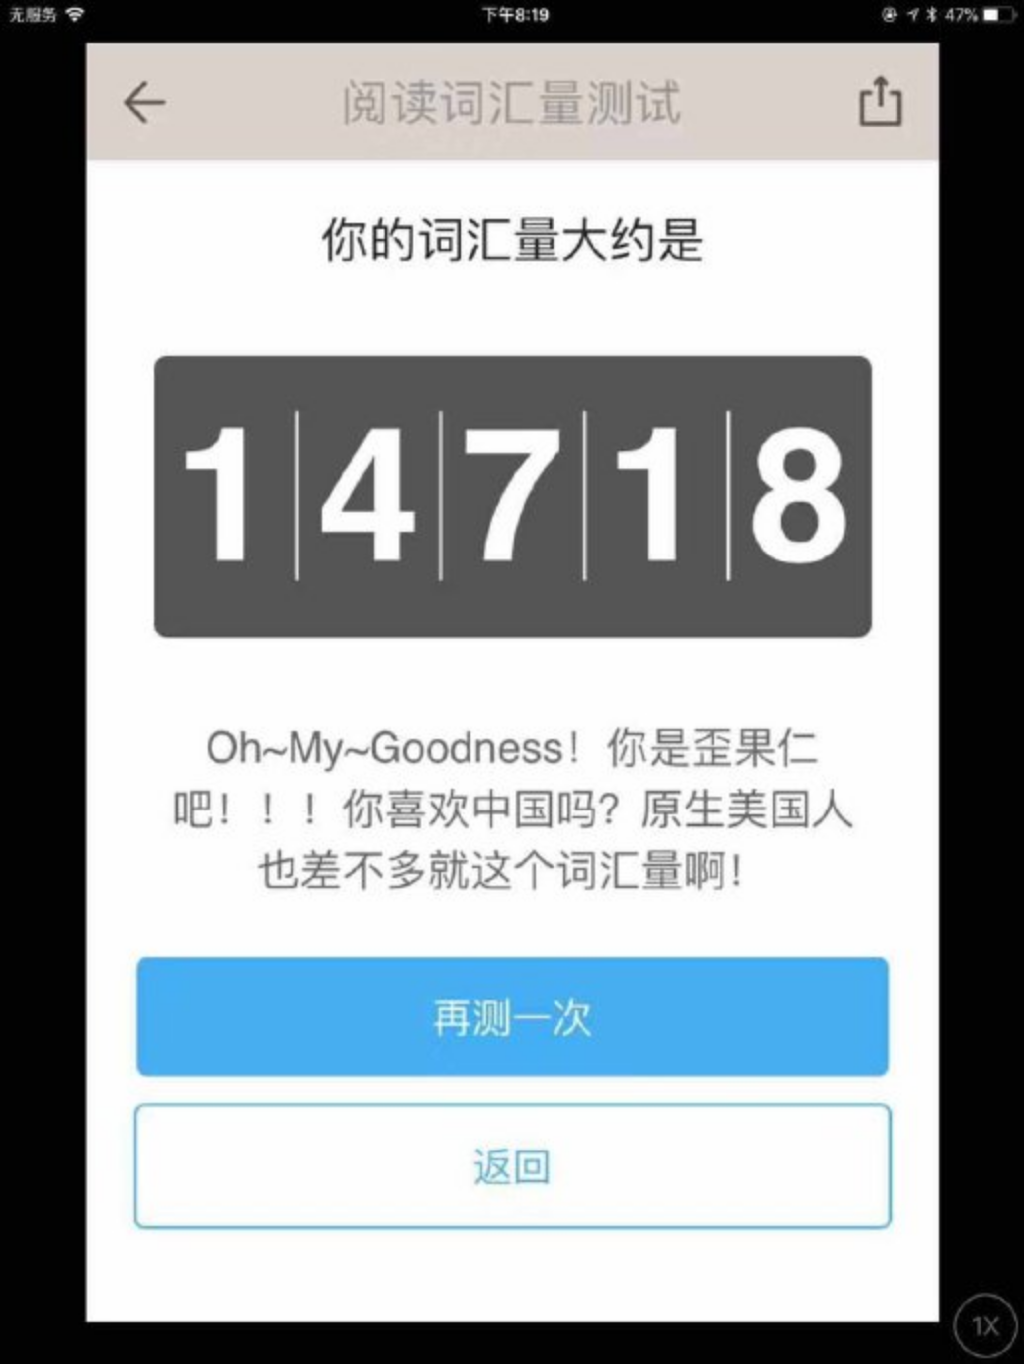 无服务 下午8:19 47%
阅读词汇量测试
你的词汇量大约是
14718
Oh~My~Goodness！你是歪果仁
吧！！！你喜欢中国吗？原生美国人
也差不多就这个词汇量啊！
再测一次
返回
1X